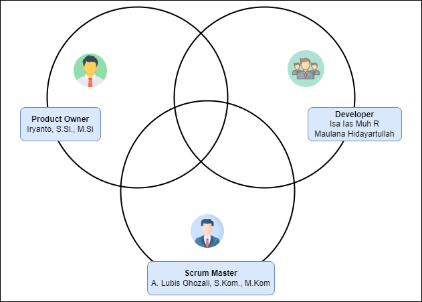 Product Owner
Iryanto, S.Si., M.Si
Developer
Isa Ias Muh R
Maulana Hidayartullah
Scrum Master
A. Lubis Ghozali, S.Kom., M.Kom